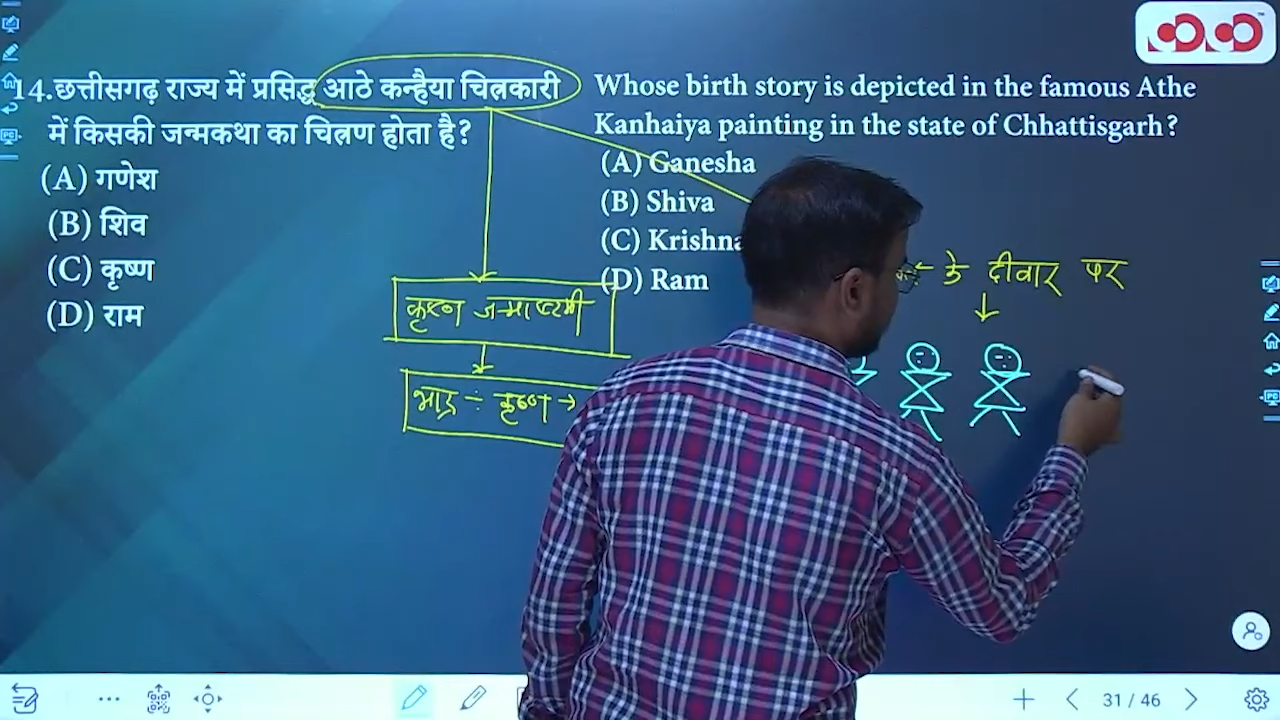 14.छत्तीसगढ़ राज्य में प्रसिद्ध आठे कन्हैया चित्रकारी
में किसकी जन्मकथा का चित्रण होता है?
(A) गणेश
(B) शिव
(C) कृष्ण
(D) राम
Whose birth story is depicted in the famous Athe
Kanhaiya painting in the state of Chhattisgarh?
(A) Ganesha
(B) Shiva
(C) Krishna
(D) Ram
के दीवार पर
कृष्ण जन्माष्टमी
भाद्र ÷ कृष्ण →
31 / 46